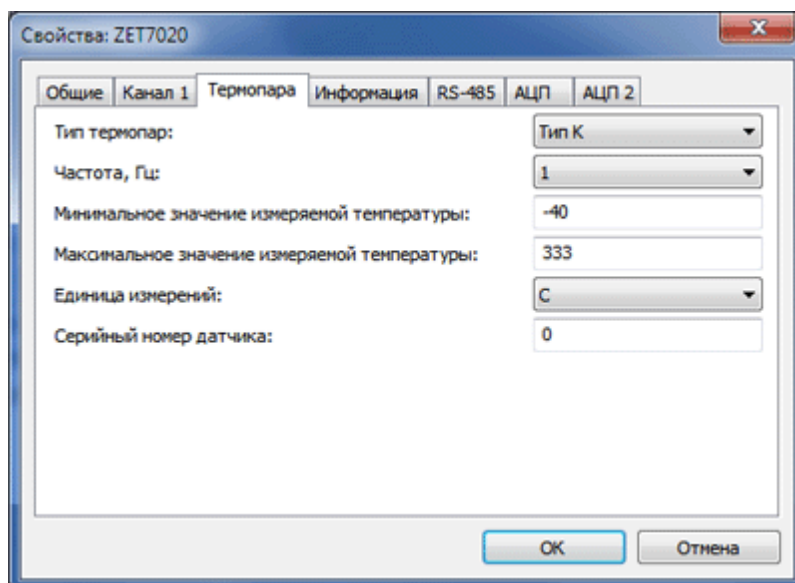 Свойства: ZET7020
Общие Канал 1 Термопара Информация RS-485 АЦП АЦП 2
Тип термопар: Тип K
Частота, Гц: 1
Минимальное значение измеряемой температуры: -40
Максимальное значение измеряемой температуры: 333
Единица измерений: C
Серийный номер датчика: 0
OK Отмена